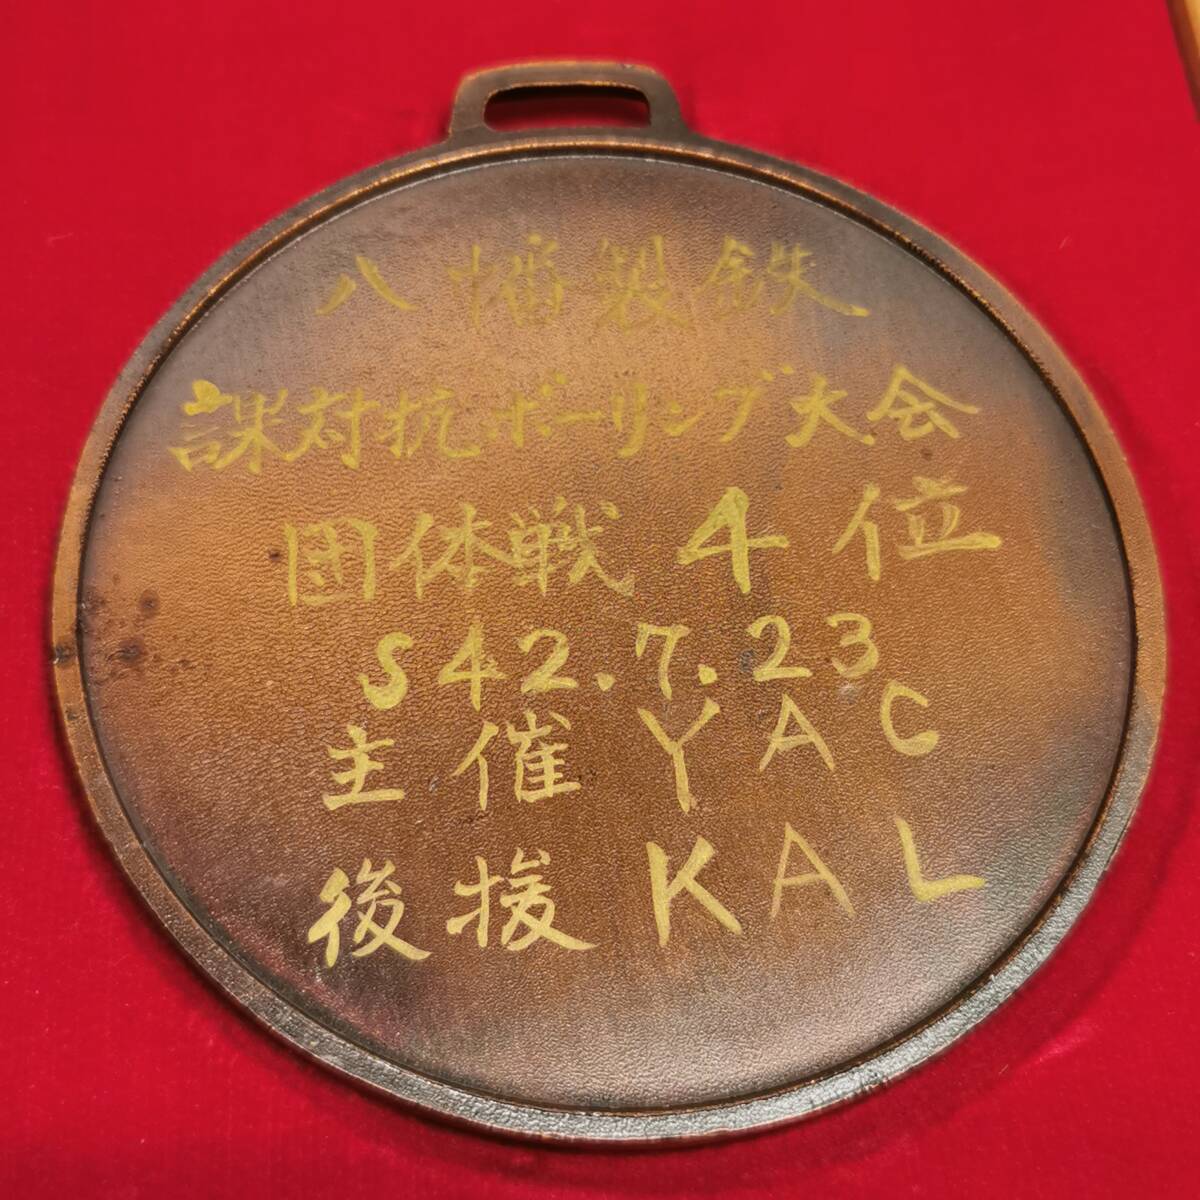 八幡製鉄
課対抗ボーリング大会
団体戦4位
S42.7.23
主催 YAC
後援 KAL